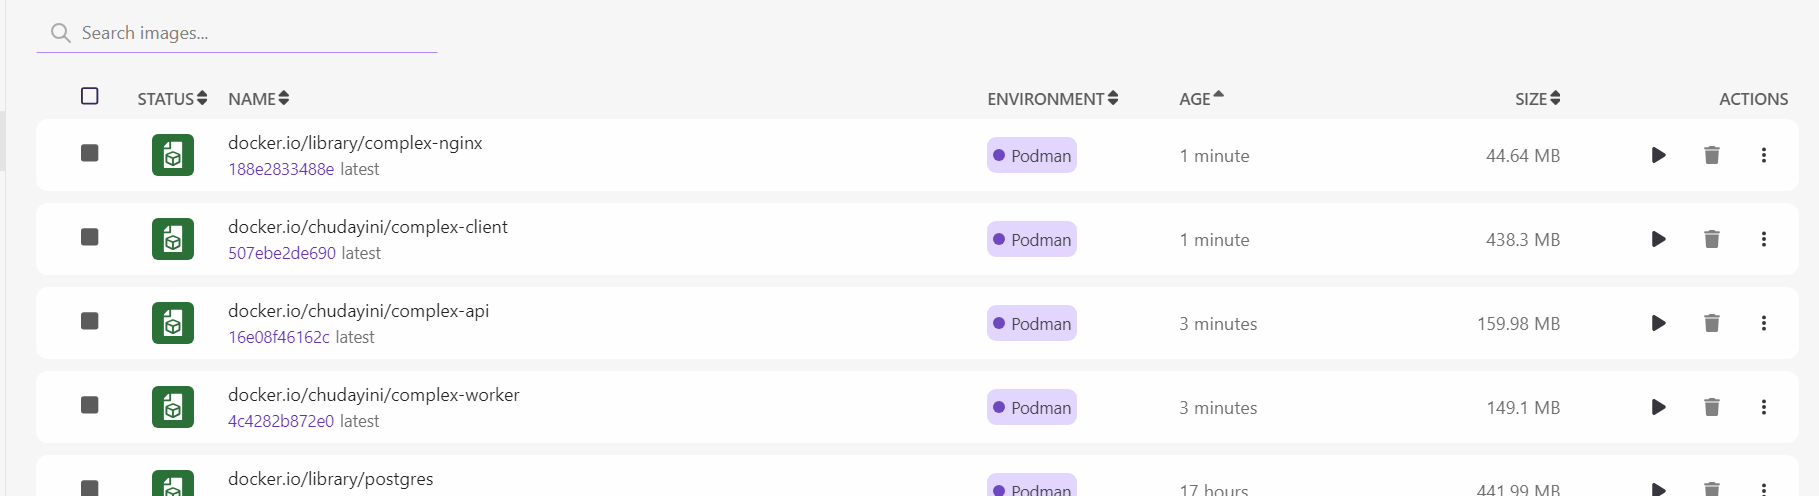 Search images...
STATUS NAME ENVIRONMENT AGE SIZE ACTIONS
docker.io/library/complex-nginx
188e2833488e latest
Podman 1 minute 44.64 MB
docker.io/chudayini/complex-client
507ebe2de690 latest
Podman 1 minute 438.3 MB
docker.io/chudayini/complex-api
16e08f46162c latest
Podman 3 minutes 159.98 MB
docker.io/chudayini/complex-worker
4c4282b872e0 latest
Podman 3 minutes 149.1 MB
docker.io/library/postgres
Podman 17 hours 441.99 MB